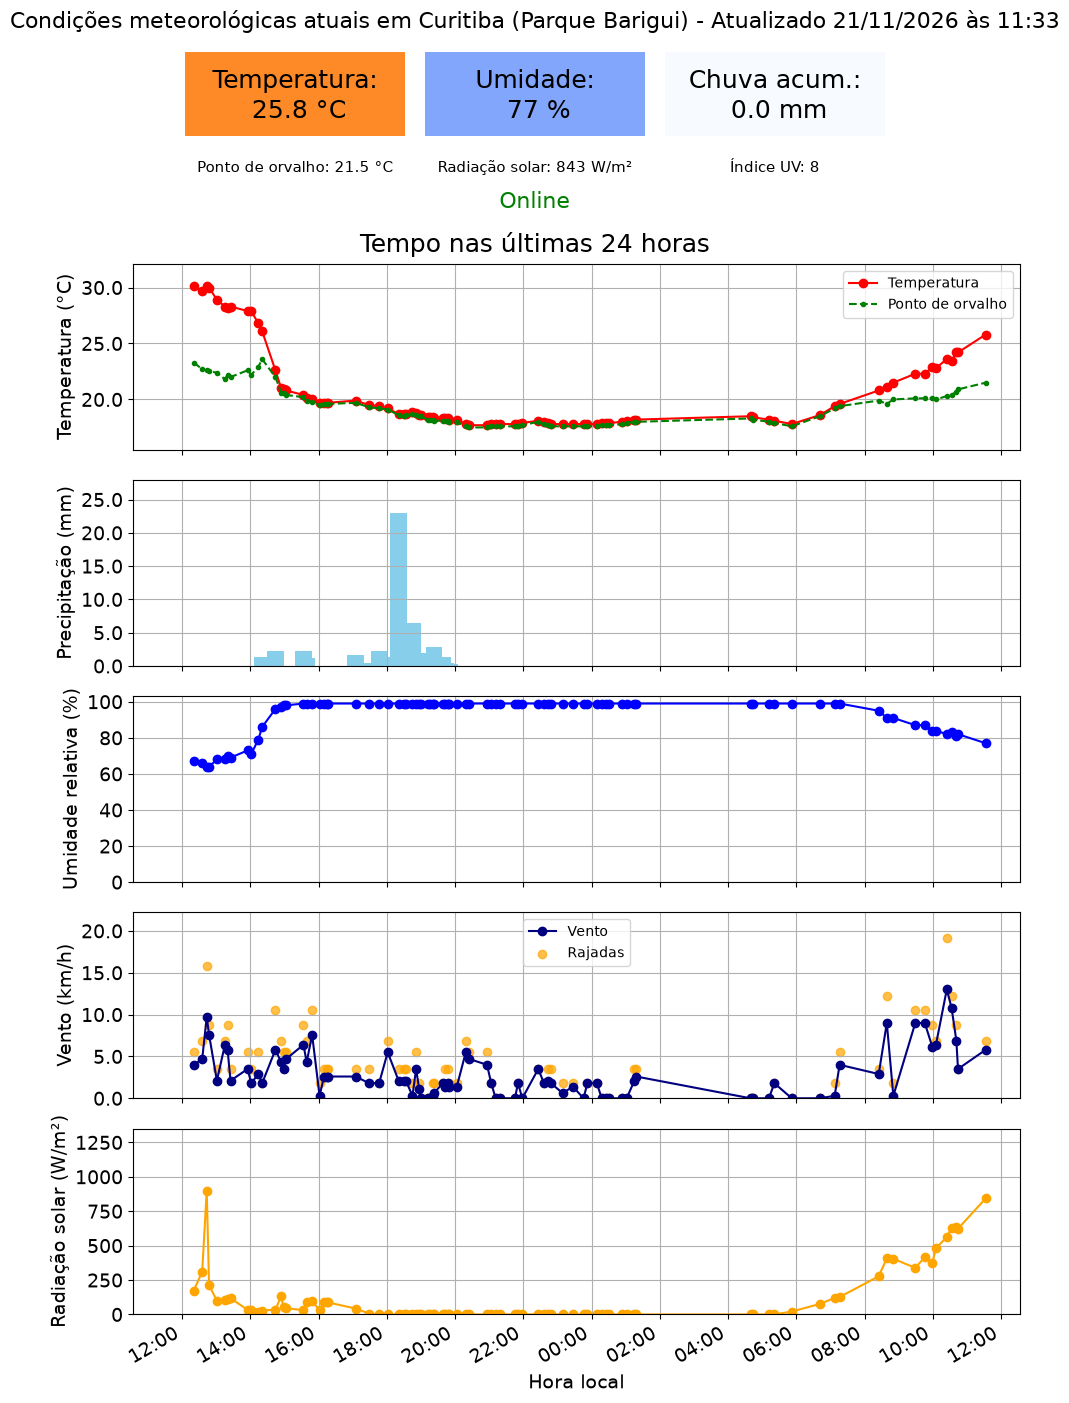 Condições meteorológicas atuais em Curitiba (Parque Barigui) - Atualizado 21/11/2026 às 11:33
Temperatura:
25.8 °C
Umidade:
77 %
Chuva acum.:
0.0 mm
Ponto de orvalho: 21.5 °C
Radiação solar: 843 W/m²
Índice UV: 8
Online
Tempo nas últimas 24 horas
Temperatura (°C)
30.0
25.0
20.0
Temperatura
Ponto de orvalho
Precipitação (mm)
25.0
20.0
15.0
10.0
5.0
0.0
Umidade relativa (%)
100
80
60
40
20
0
Vento (km/h)
20.0
15.0
10.0
5.0
0.0
Vento
Rajadas
Radiação solar (W/m²)
1250
1000
750
500
250
0
12:00
14:00
16:00
18:00
20:00
22:00
00:00
02:00
04:00
06:00
08:00
10:00
12:00
Hora local